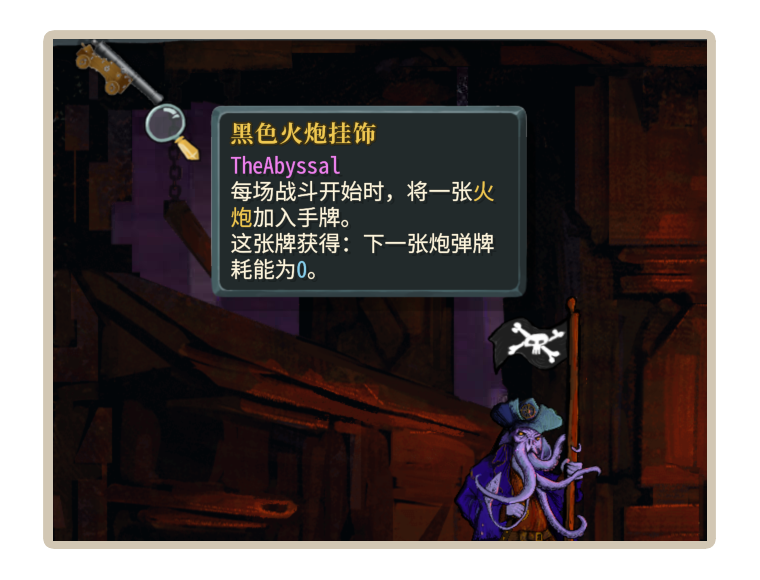 黑色火炮挂饰
TheAbyssal
每场战斗开始时，将一张火
炮加入手牌。
这张牌获得：下一张炮弹牌
耗能为0。